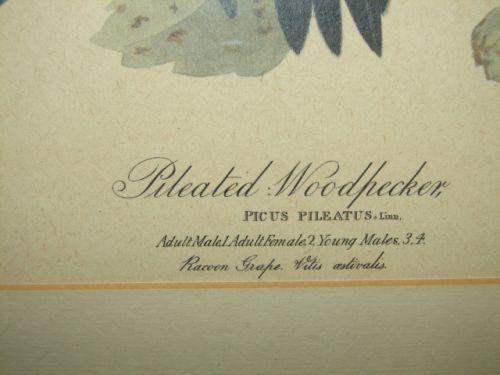 Pileated Woodpecker,
PICUS PILEATUS. Linn.
Adult Male, 1. Adult Female, 2. Young Males, 3, 4.
Racoon Grape. Vitis æstivalis.